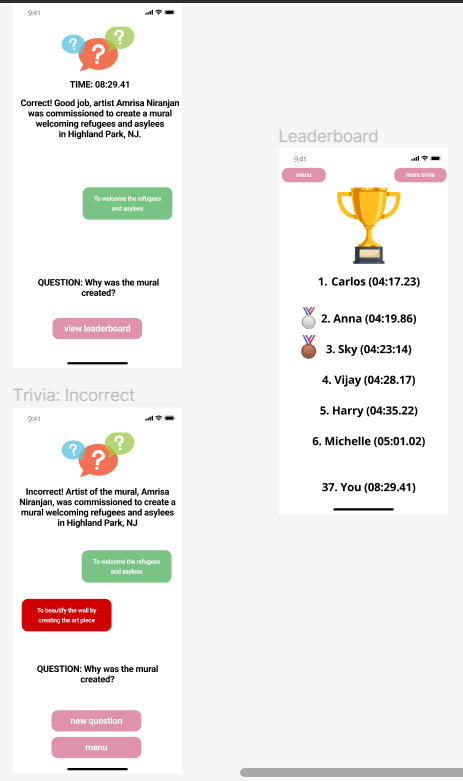 9:41
? ? ?
TIME: 08:29.41
Correct! Good job, artist Amrisa Niranjan
was commissioned to create a mural
welcoming refugees and asylees
in Highland Park, NJ.
To welcome the refugees
and asylees
QUESTION: Why was the mural
created?
view leaderboard
Trivia: Incorrect
9:41
? ? ?
Incorrect! Artist of the mural, Amrisa
Niranjan, was commissioned to create a
mural welcoming refugees and asylees
in Highland Park, NJ
To welcome the refugees
and asylees
To beautify the wall by
creating the art piece
QUESTION: Why was the mural
created?
new question
menu
Leaderboard
9:41
menu
more trivia
1. Carlos (04:17.23)
2. Anna (04:19.86)
3. Sky (04:23:14)
4. Vijay (04:28.17)
5. Harry (04:35.22)
6. Michelle (05:01.02)
37. You (08:29.41)